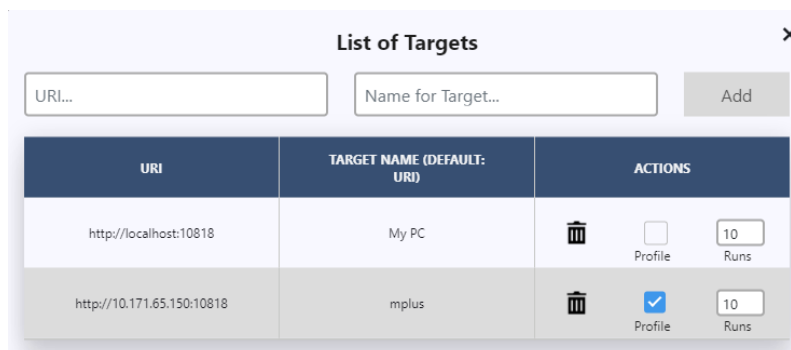 List of Targets
URI...
Name for Target...
Add
URI
TARGET NAME (DEFAULT:
URI)
ACTIONS
http://localhost:10818
My PC
10
Profile
Runs
http://10.171.65.150:10818
mplus
10
Profile
Runs